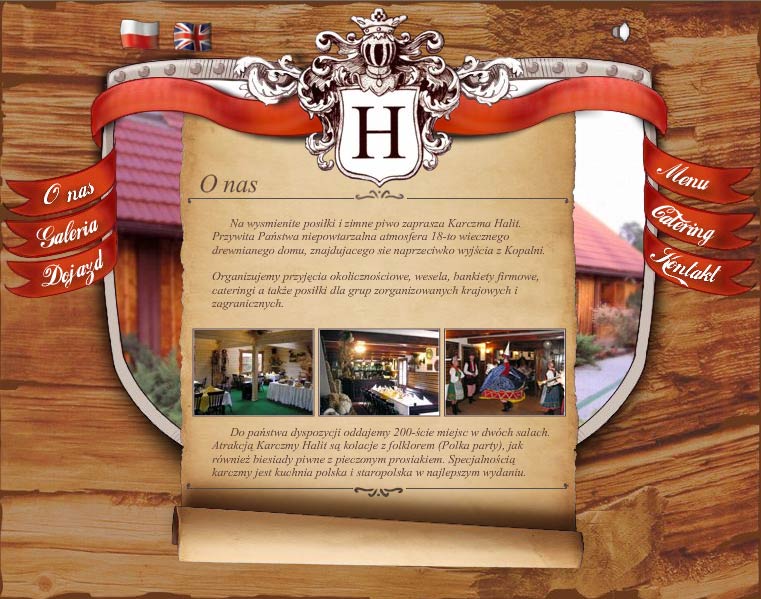 H
O nas
O nas
Galeria
Dojazd
Menu
Catering
Kontakt
Na wysmienite posiłki i zimne piwo zaprasza Karczma Halit.
Przywita Państwa niepowtarzalna atmosfera 18-to wiecznego
drewnianego domu, znajdujacego sie naprzeciwko wyjścia z Kopalni.
Organizujemy przyjęcia okolicznościowe, wesela, bankiety firmowe,
cateringi a także posiłki dla grup zorganizowanych krajowych i
zagranicznych.
Do państwa dyspozycji oddajemy 200-ście miejsc w dwóch salach.
Atrakcją Karczmy Halit są kolacje z folklorem (Polka party), jak
również biesiady piwne z pieczonym prosiakiem. Specjalnością
karczmy jest kuchnia polska i staropolska w najlepszym wydaniu.